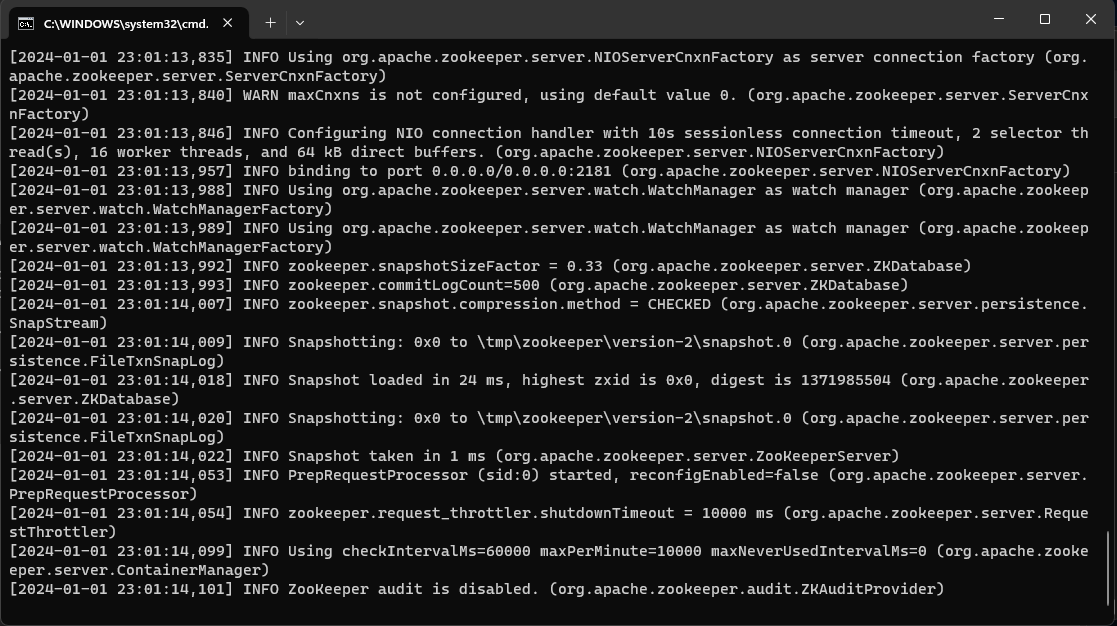 C:\WINDOWS\system32\cmd.
[2024-01-01 23:01:13,835] INFO Using org.apache.zookeeper.server.NIOServerCnxnFactory as server connection factory (org.
apache.zookeeper.server.ServerCnxnFactory)
[2024-01-01 23:01:13,840] WARN maxCnxns is not configured, using default value 0. (org.apache.zookeeper.server.ServerCnx
nFactory)
[2024-01-01 23:01:13,846] INFO Configuring NIO connection handler with 10s sessionless connection timeout, 2 selector th
read(s), 16 worker threads, and 64 kB direct buffers. (org.apache.zookeeper.server.NIOServerCnxnFactory)
[2024-01-01 23:01:13,957] INFO binding to port 0.0.0.0/0.0.0.0:2181 (org.apache.zookeeper.server.NIOServerCnxnFactory)
[2024-01-01 23:01:13,988] INFO Using org.apache.zookeeper.server.watch.WatchManager as watch manager (org.apache.zookeep
er.server.watch.WatchManagerFactory)
[2024-01-01 23:01:13,989] INFO Using org.apache.zookeeper.server.watch.WatchManager as watch manager (org.apache.zookeep
er.server.watch.WatchManagerFactory)
[2024-01-01 23:01:13,992] INFO zookeeper.snapshotSizeFactor = 0.33 (org.apache.zookeeper.server.ZKDatabase)
[2024-01-01 23:01:13,993] INFO zookeeper.commitLogCount=500 (org.apache.zookeeper.server.ZKDatabase)
[2024-01-01 23:01:14,007] INFO zookeeper.snapshot.compression.method = CHECKED (org.apache.zookeeper.server.persistence.
SnapStream)
[2024-01-01 23:01:14,009] INFO Snapshotting: 0x0 to \tmp\zookeeper\version-2\snapshot.0 (org.apache.zookeeper.server.per
sistence.FileTxnSnapLog)
[2024-01-01 23:01:14,018] INFO Snapshot loaded in 24 ms, highest zxid is 0x0, digest is 1371985504 (org.apache.zookeeper
.server.ZKDatabase)
[2024-01-01 23:01:14,020] INFO Snapshotting: 0x0 to \tmp\zookeeper\version-2\snapshot.0 (org.apache.zookeeper.server.per
sistence.FileTxnSnapLog)
[2024-01-01 23:01:14,022] INFO Snapshot taken in 1 ms (org.apache.zookeeper.server.ZooKeeperServer)
[2024-01-01 23:01:14,053] INFO PrepRequestProcessor (sid:0) started, reconfigEnabled=false (org.apache.zookeeper.server.
PrepRequestProcessor)
[2024-01-01 23:01:14,054] INFO zookeeper.request_throttler.shutdownTimeout = 10000 ms (org.apache.zookeeper.server.Reque
stThrottler)
[2024-01-01 23:01:14,099] INFO Using checkIntervalMs=60000 maxPerMinute=10000 maxNeverUsedIntervalMs=0 (org.apache.zooke
eper.server.ContainerManager)
[2024-01-01 23:01:14,101] INFO ZooKeeper audit is disabled. (org.apache.zookeeper.audit.ZKAuditProvider)